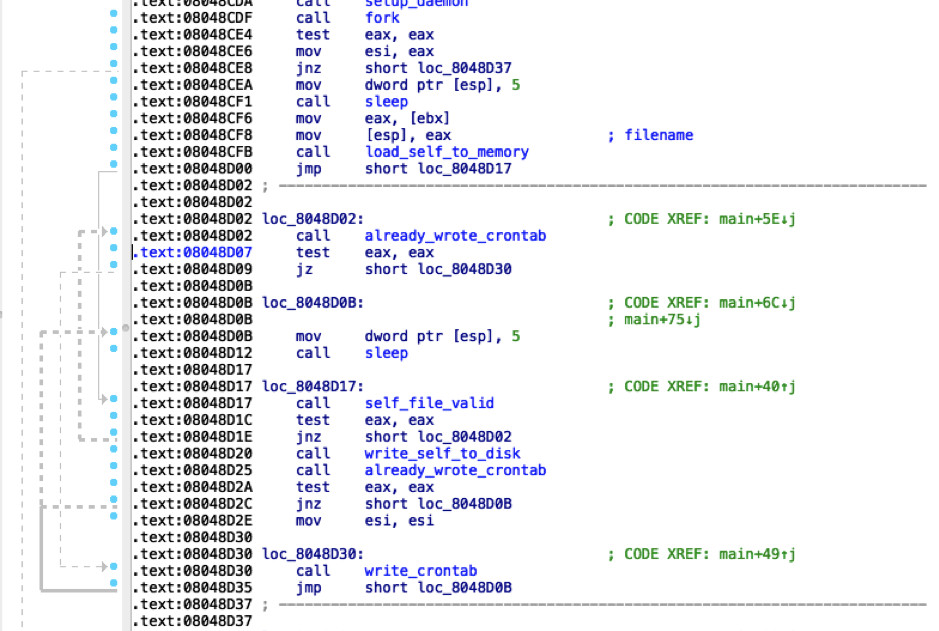 .text:08048CDA call setup_daemon
.text:08048CDF call fork
.text:08048CE4 test eax, eax
.text:08048CE6 mov esi, eax
.text:08048CE8 jnz short loc_8048D37
.text:08048CEA mov dword ptr [esp], 5
.text:08048CF1 call sleep
.text:08048CF6 mov eax, [ebx]
.text:08048CF8 mov [esp], eax ; filename
.text:08048CFB call load_self_to_memory
.text:08048D00 jmp short loc_8048D17
.text:08048D02 ; ---------------------------------------------------------------------------
.text:08048D02
.text:08048D02 loc_8048D02: ; CODE XREF: main+5E↓j
.text:08048D02 call already_wrote_crontab
.text:08048D07 test eax, eax
.text:08048D09 jz short loc_8048D30
.text:08048D0B
.text:08048D0B loc_8048D0B: ; CODE XREF: main+6C↓j
.text:08048D0B ; main+75↓j
.text:08048D0B mov dword ptr [esp], 5
.text:08048D12 call sleep
.text:08048D17
.text:08048D17 loc_8048D17: ; CODE XREF: main+40↑j
.text:08048D17 call self_file_valid
.text:08048D1C test eax, eax
.text:08048D1E jnz short loc_8048D02
.text:08048D20 call write_self_to_disk
.text:08048D25 call already_wrote_crontab
.text:08048D2A test eax, eax
.text:08048D2C jnz short loc_8048D0B
.text:08048D2E mov esi, esi
.text:08048D30
.text:08048D30 loc_8048D30: ; CODE XREF: main+49↑j
.text:08048D30 call write_crontab
.text:08048D35 jmp short loc_8048D0B
.text:08048D37 ; ---------------------------------------------------------------------------
.text:08048D37